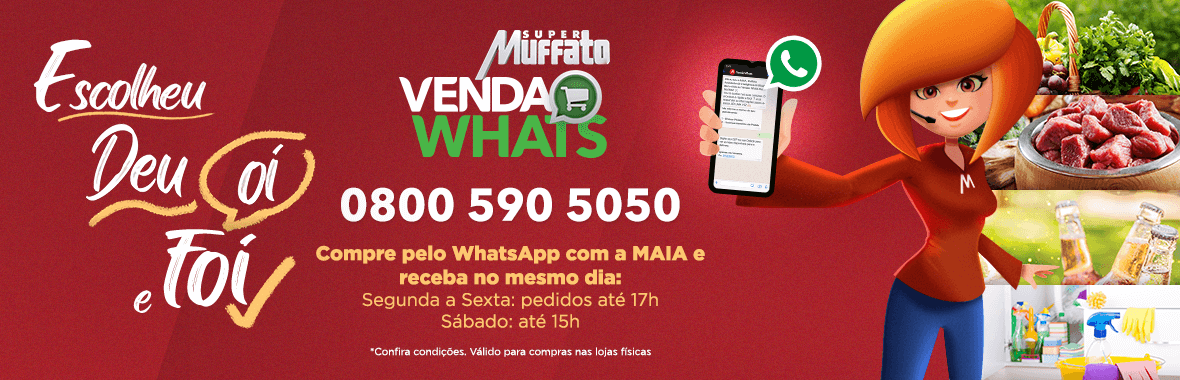 Escolheu
Deu oi
e Foi
SUPER
Muffato
VENDA
WHATS
0800 590 5050
Compre pelo WhatsApp com a MAIA e
receba no mesmo dia:
Segunda a Sexta: pedidos até 17h
Sábado: até 15h
*Confira condições. Válido para compras nas lojas físicas
M